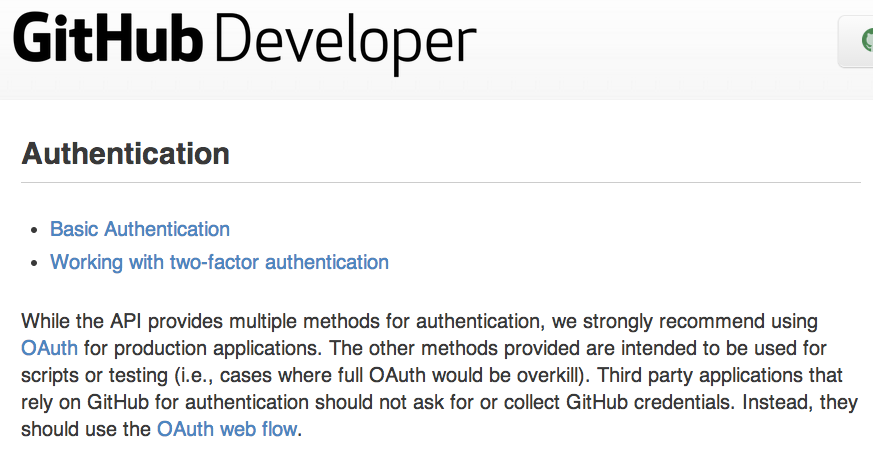 GitHub Developer
Authentication
Basic Authentication
Working with two-factor authentication
While the API provides multiple methods for authentication, we strongly recommend using
OAuth for production applications. The other methods provided are intended to be used for
scripts or testing (i.e., cases where full OAuth would be overkill). Third party applications that
rely on GitHub for authentication should not ask for or collect GitHub credentials. Instead, they
should use the OAuth web flow.